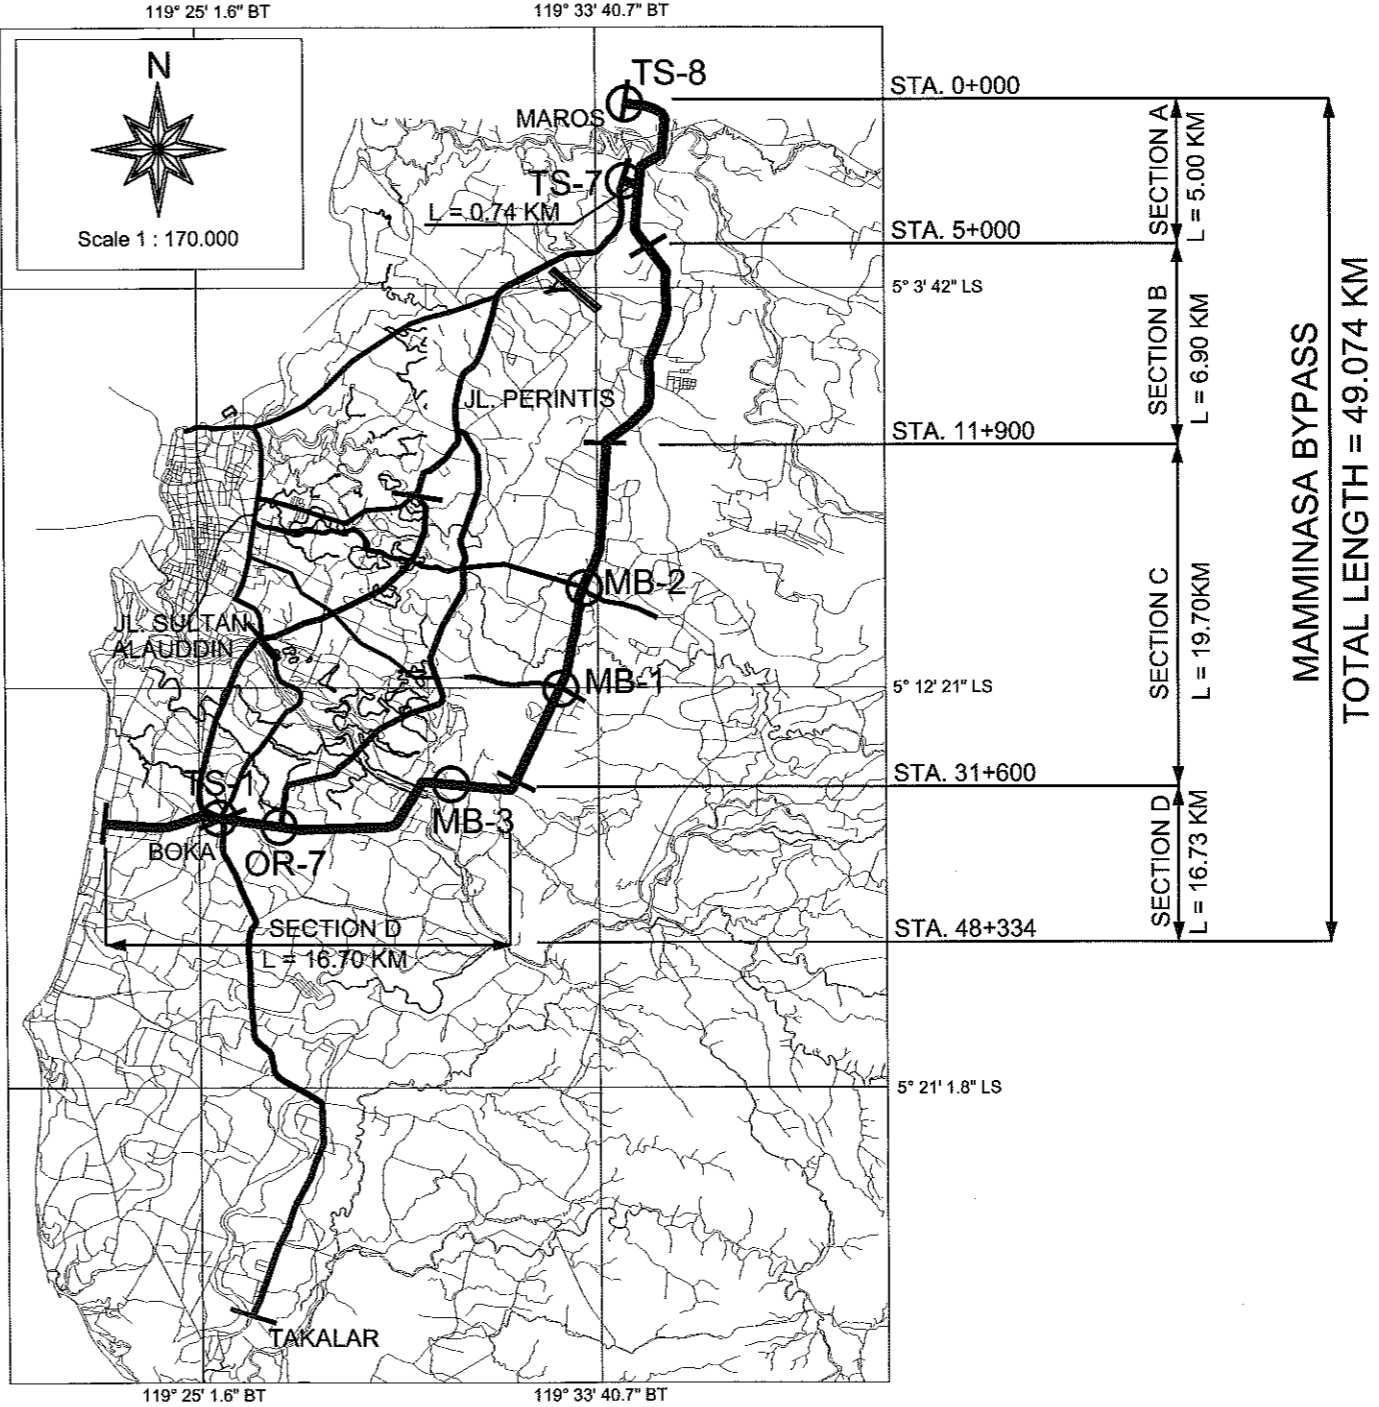 119° 25' 1.6" BT
119° 33' 40.7" BT
N
Scale 1 : 170.000
TS-8
MAROS
TS-7
L = 0.74 KM
STA. 0+000
SECTION A
L = 5.00 KM
STA. 5+000
5° 3' 42" LS
SECTION B
L = 6.90 KM
JL. PERINTIS
STA. 11+900
MAMMINASA BYPASS
TOTAL LENGTH = 49.074 KM
SECTION C
L = 19.70KM
MB-2
JL. SULTAN
ALAUDDIN
MB-1
5° 12' 21" LS
STA. 31+600
TS-1
MB-3
BOKA
OR-7
SECTION D
L = 16.73 KM
SECTION D
L = 16.70 KM
STA. 48+334
5° 21' 1.8" LS
TAKALAR
119° 25' 1.6" BT
119° 33' 40.7" BT